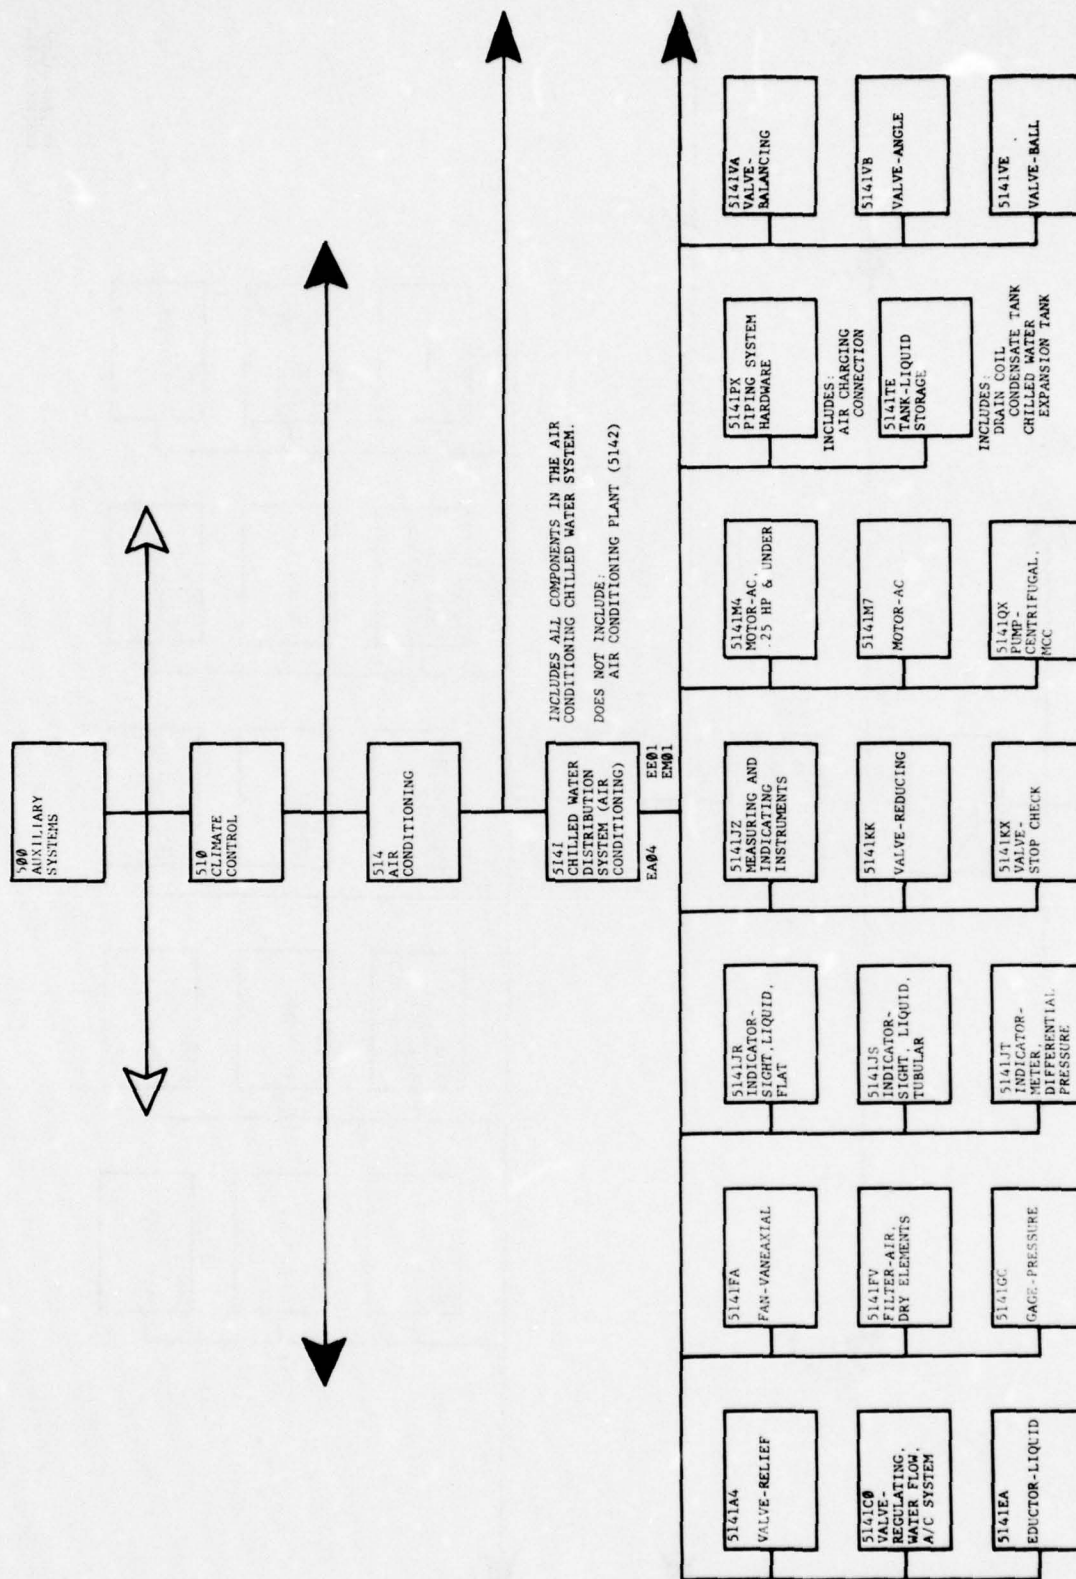 500
AUXILIARY
SYSTEMS
510
CLIMATE
CONTROL
514
AIR
CONDITIONING
5141
CHILLED WATER
DISTRIBUTION
SYSTEM (AIR
CONDITIONING)
INCLUDES ALL COMPONENTS IN THE AIR
CONDITIONING CHILLED WATER SYSTEM.
DOES NOT INCLUDE:
AIR CONDITIONING PLANT (5142)
EA04
EE01
EM01
5141A4
VALVE-RELIEF
5141C0
VALVE-
REGULATING,
WATER FLOW,
A/C SYSTEM
5141EA
EDUCTOR-LIQUID
5141FA
FAN-VANEAXIAL
5141FV
FILTER-AIR,
DRY ELEMENTS
5141GC
GAGE-PRESSURE
5141JR
INDICATOR-
SIGHT,LIQUID,
FLAT
5141JS
INDICATOR-
SIGHT, LIQUID,
TUBULAR
5141JT
INDICATOR-
METER,
DIFFERENTIAL
PRESSURE
5141JZ
MEASURING AND
INDICATING
INSTRUMENTS
5141KK
VALVE-REDUCING
5141KX
VALVE-
STOP CHECK
5141M4
MOTOR-AC,
.25 HP & UNDER
5141M7
MOTOR-AC
5141QX
PUMP-
CENTRIFUGAL,
MCC
5141PX
PIPING SYSTEM
HARDWARE
INCLUDES:
AIR CHARGING
CONNECTION
5141TE
TANK-LIQUID
STORAGE
INCLUDES:
DRAIN COIL
CONDENSATE TANK
CHILLED WATER
EXPANSION TANK
5141VA
VALVE-
BALANCING
5141VB
VALVE-ANGLE
5141VE
VALVE-BALL